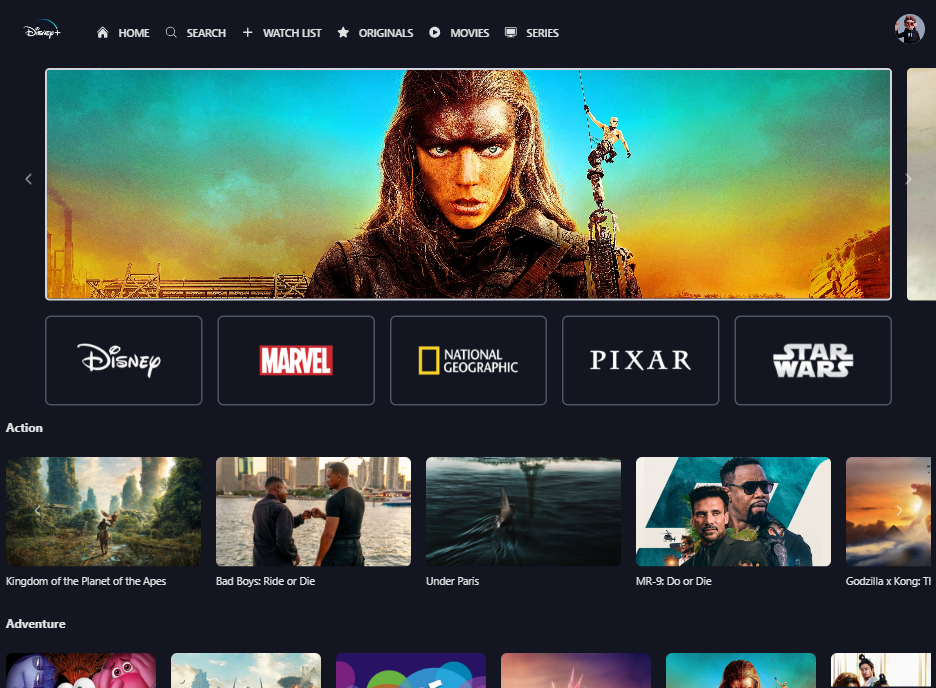 Disney+
HOME
SEARCH
WATCH LIST
ORIGINALS
MOVIES
SERIES
Disney
MARVEL
NATIONAL
GEOGRAPHIC
PIXAR
STAR
WARS
Action
Kingdom of the Planet of the Apes
Bad Boys: Ride or Die
Under Paris
MR-9: Do or Die
Godzilla x Kong: Th
Adventure